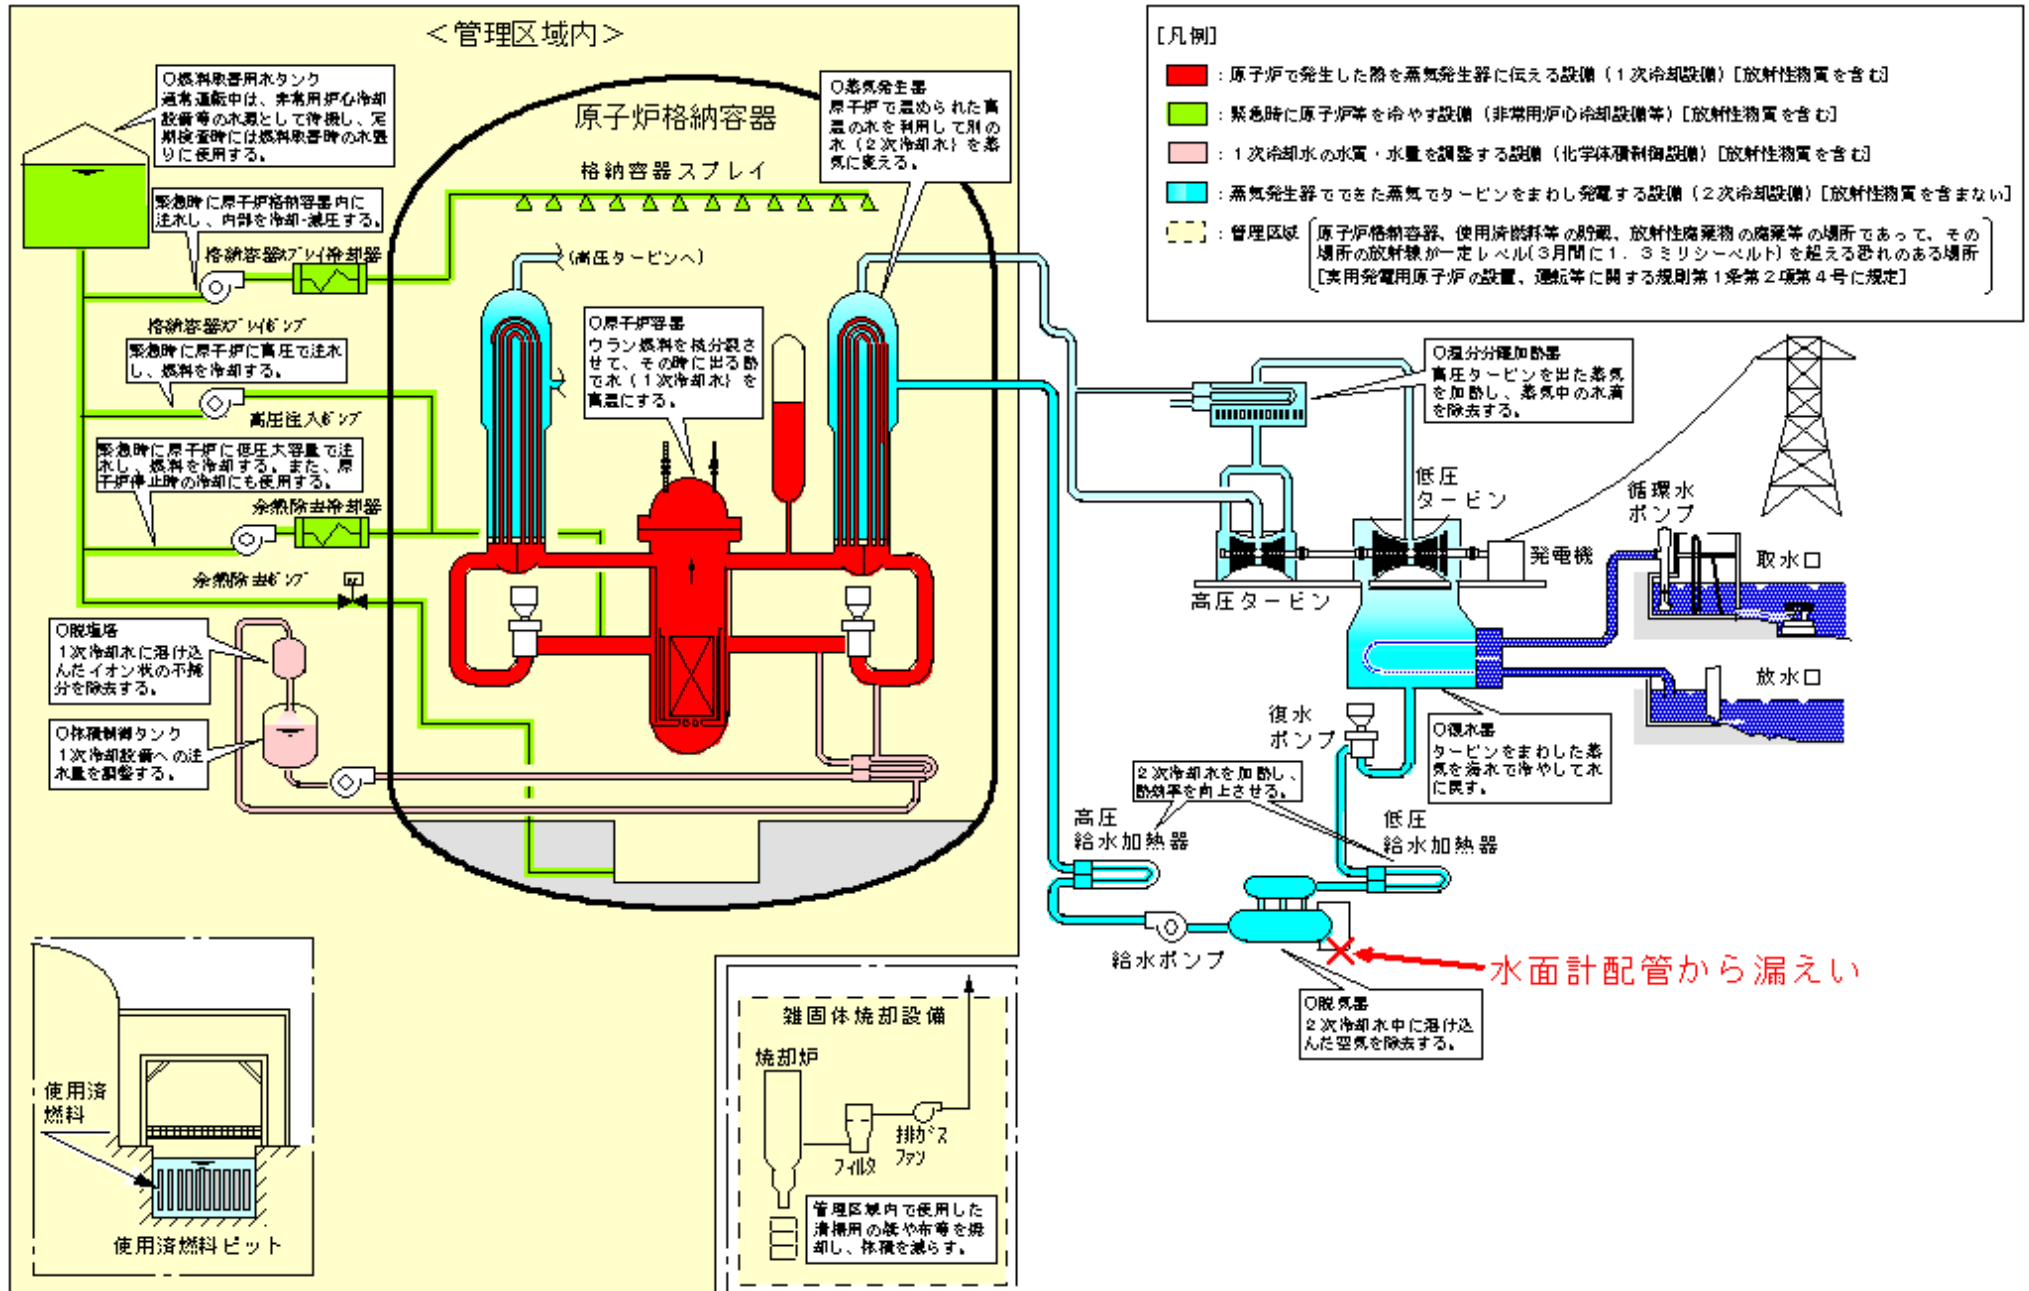 ＜管理区域内＞
○燃料取替用水タンク
通常運転中は、非常用炉心冷却
設備等の水源として待機し、定
期検査時には燃料取替時の水張
りに使用する。
緊急時に原子炉格納容器内に
注水し、内部を冷却・減圧する。
格納容器スプレイ冷却器
格納容器スプレイポンプ
緊急時に原子炉に高圧で注水
し、燃料を冷却する。
高圧注入ポンプ
緊急時に原子炉に低圧大容量で注
水し、燃料を冷却する。また、原
子炉停止時の冷却にも使用する。
余熱除去冷却器
余熱除去ポンプ
○脱塩塔
１次冷却水に溶け込
んだイオン状の不純
分を除去する。
○体積制御タンク
１次冷却設備への注
水量を調整する。
原子炉格納容器
格納容器スプレイ
(高圧タービンへ)
○蒸気発生器
原子炉で温められた高
温の水を利用して別の
水（２次冷却水）を蒸
気に変える。
○原子炉容器
ウラン燃料を核分裂さ
せて、その時に出る熱
で水（１次冷却水）を
高温にする。
[凡例]
：原子炉で発生した熱を蒸気発生器に伝える設備（１次冷却設備）[放射性物質を含む]
：緊急時に原子炉等を冷やす設備（非常用炉心冷却設備等）[放射性物質を含む]
：１次冷却水の水質・水量を調整する設備（化学体積制御設備）[放射性物質を含む]
：蒸気発生器でできた蒸気でタービンをまわし発電する設備（２次冷却設備）[放射性物質を含まない]
：管理区域
原子炉格納容器、使用済燃料等の貯蔵、放射性廃棄物の廃棄等の場所であって、その
場所の放射線が一定レベル(３月間に１．３ミリシーベルト)を超える恐れのある場所
[実用発電用原子炉の設置、運転等に関する規則第１条第２項第４号に規定]
○湿分分離加熱器
高圧タービンを出た蒸気
を加熱し、蒸気中の水滴
を除去する。
低圧
タービン
高圧タービン
発電機
循環水
ポンプ
取水口
放水口
復水
ポンプ
○復水器
タービンをまわした蒸
気を海水で冷やして水
に戻す。
２次冷却水を加熱し、
熱効率を向上させる。
高圧
給水加熱器
低圧
給水加熱器
給水ポンプ
水面計配管から漏えい
○脱気器
２次冷却水中に溶け込
んだ空気を除去する。
使用済
燃料
使用済燃料ピット
雑固体焼却設備
焼却炉
フィルタ
排ガス
ファン
管理区域内で使用した
清掃用の紙や布等を焼
却し、体積を減らす。